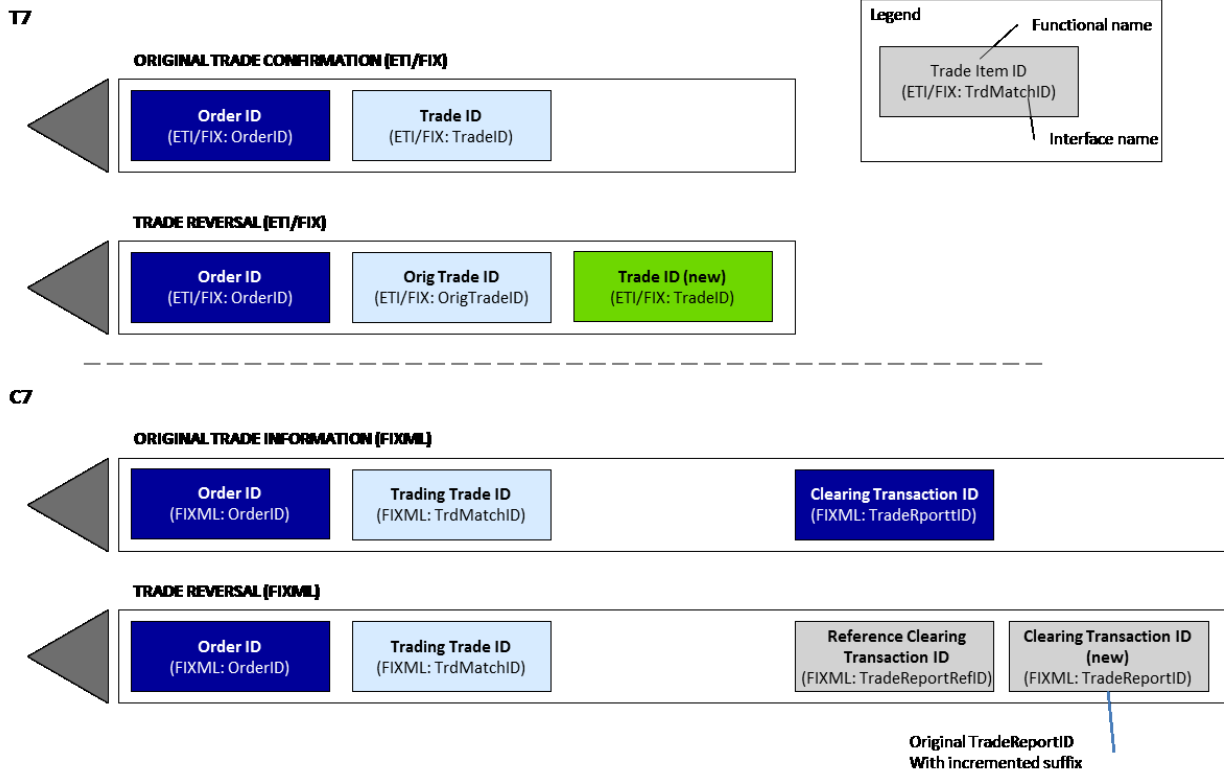 T7
Legend
Functional name
Trade Item ID
(ETI/FIX: TrdMatchID)
Interface name
ORIGINAL TRADE CONFIRMATION (ETI/FIX)
Order ID
(ETI/FIX: OrderID)
Trade ID
(ETI/FIX: TradeID)
TRADE REVERSAL (ETI/FIX)
Order ID
(ETI/FIX: OrderID)
Orig Trade ID
(ETI/FIX: OrigTradeID)
Trade ID (new)
(ETI/FIX: TradeID)
C7
ORIGINAL TRADE INFORMATION (FIXML)
Order ID
(FIXML: OrderID)
Trading Trade ID
(FIXML: TrdMatchID)
Clearing Transaction ID
(FIXML: TradeRporttID)
TRADE REVERSAL (FIXML)
Order ID
(FIXML: OrderID)
Trading Trade ID
(FIXML: TrdMatchID)
Reference Clearing
Transaction ID
(FIXML: TradeReportRefID)
Clearing Transaction ID
(new)
(FIXML: TradeReportID)
Original TradeReportID
With incremented suffix